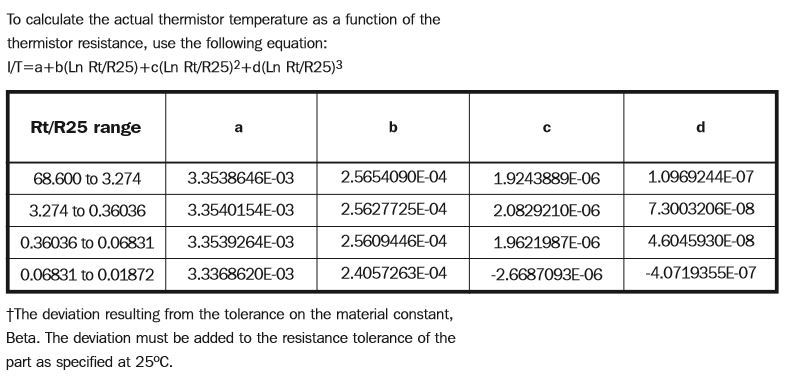 To calculate the actual thermistor temperature as a function of the
thermistor resistance, use the following equation:
I/T=a+b(Ln Rt/R25)+c(Ln Rt/R25)²+d(Ln Rt/R25)³
Rt/R25 range a b c d
68.600 to 3.274 3.3538646E-03 2.5654090E-04 1.9243889E-06 1.0969244E-07
3.274 to 0.36036 3.3540154E-03 2.5627725E-04 2.0829210E-06 7.3003206E-08
0.36036 to 0.06831 3.3539264E-03 2.5609446E-04 1.9621987E-06 4.6045930E-08
0.06831 to 0.01872 3.3368620E-03 2.4057263E-04 -2.6687093E-06 -4.0719355E-07
†The deviation resulting from the tolerance on the material constant,
Beta. The deviation must be added to the resistance tolerance of the
part as specified at 25ºC.